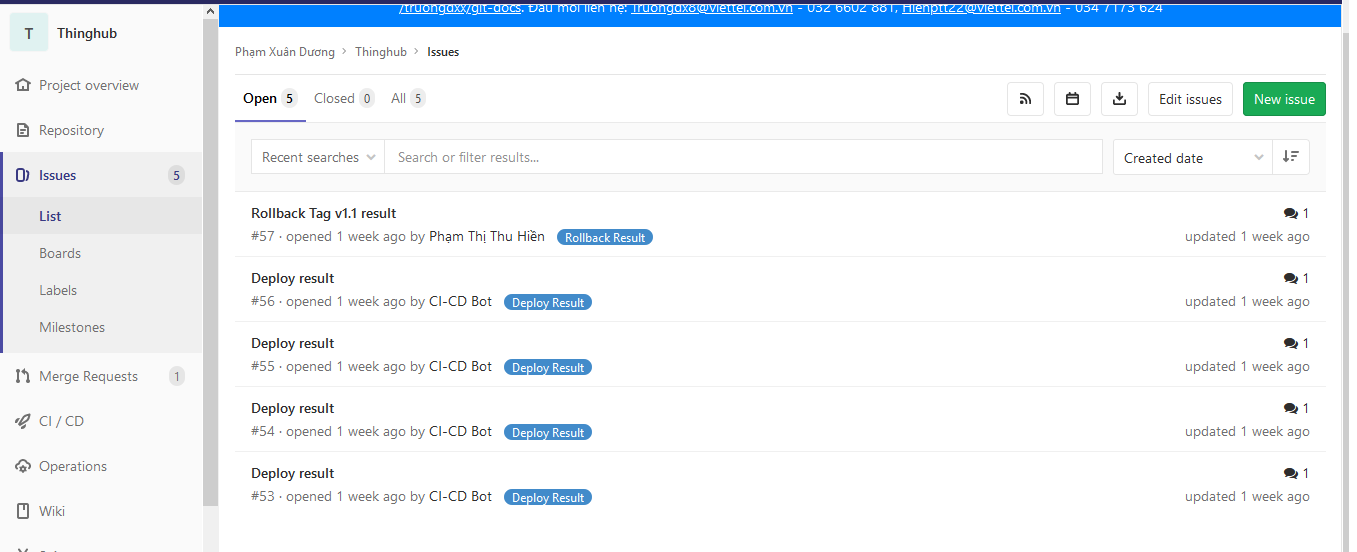 /truongdxx/git-docs. Đầu mối liên hệ: Truongdx8@viettel.com.vn - 032 6602 881, Hienptt22@viettel.com.vn - 034 7173 624
T Thinghub
Project overview
Repository
Issues 5
List
Boards
Labels
Milestones
Merge Requests 1
CI / CD
Operations
Wiki
Phạm Xuân Dương > Thinghub > Issues
Open 5 Closed 0 All 5 Edit issues New issue
Recent searches Search or filter results... Created date
Rollback Tag v1.1 result 1
#57 · opened 1 week ago by Phạm Thị Thu Hiền Rollback Result updated 1 week ago
Deploy result 1
#56 · opened 1 week ago by CI-CD Bot Deploy Result updated 1 week ago
Deploy result 1
#55 · opened 1 week ago by CI-CD Bot Deploy Result updated 1 week ago
Deploy result 1
#54 · opened 1 week ago by CI-CD Bot Deploy Result updated 1 week ago
Deploy result 1
#53 · opened 1 week ago by CI-CD Bot Deploy Result updated 1 week ago